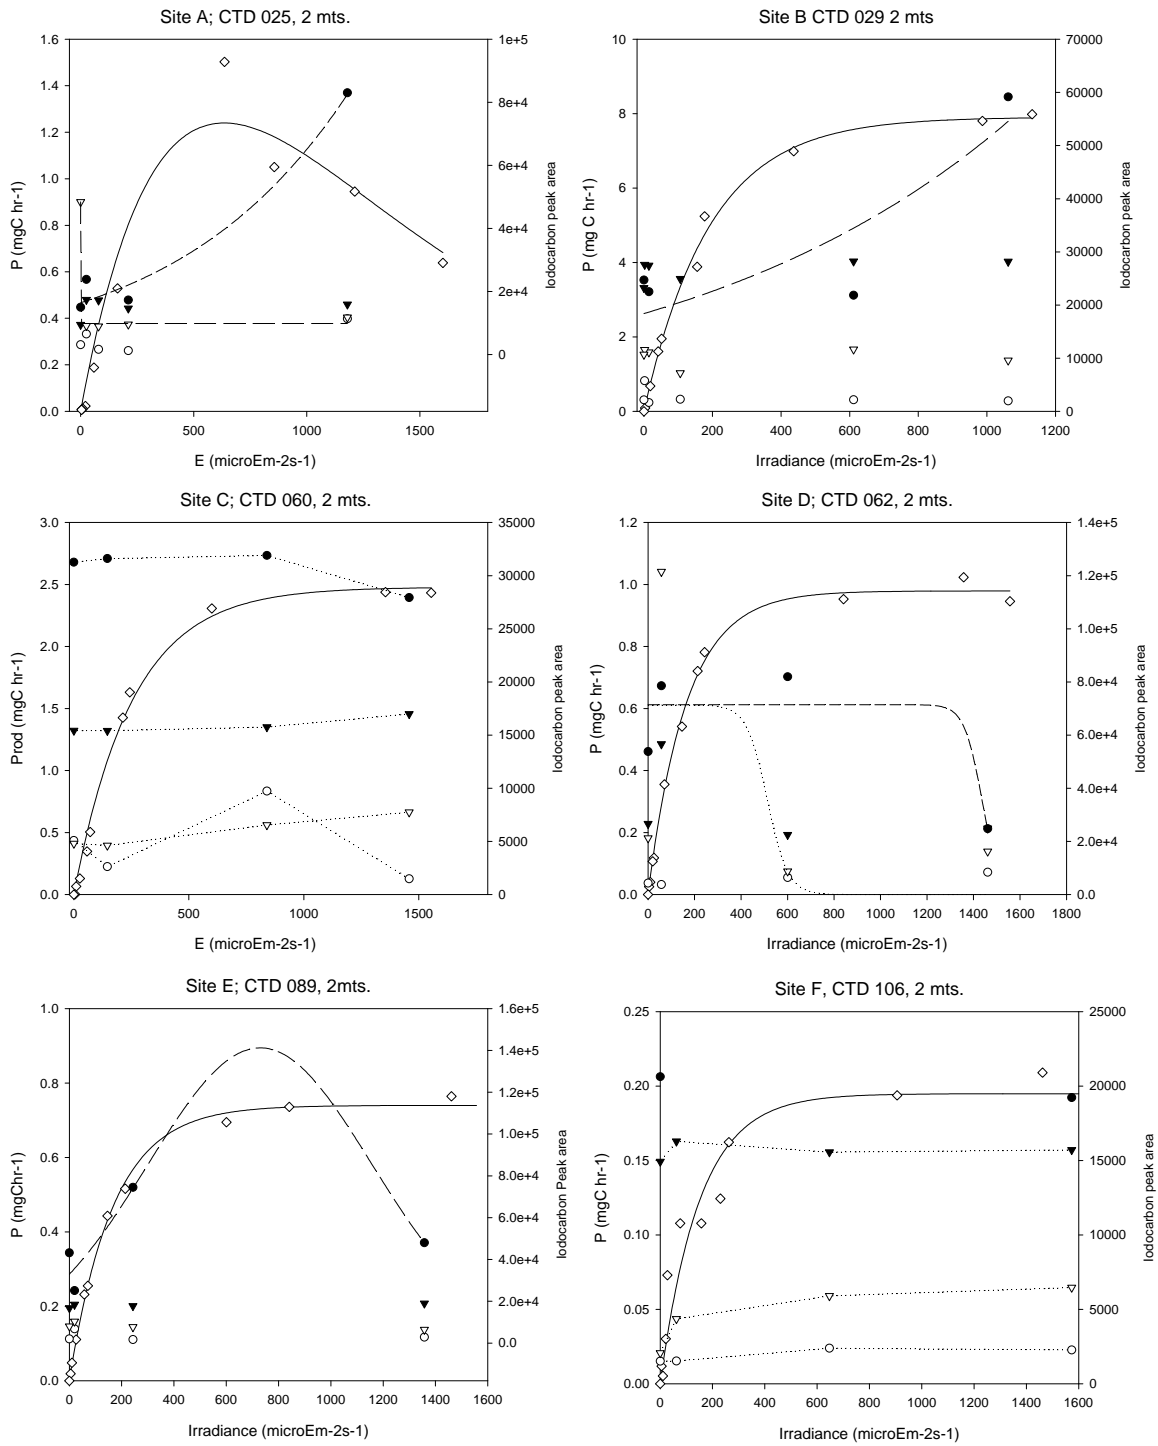 Site A; CTD 025, 2 mts.
1.6
1.4
1.2
1.0
0.8
0.6
0.4
0.2
0.0
P (mgC hr-1)
1e+5
8e+4
6e+4
4e+4
2e+4
0
Iodocarbon peak area
0 500 1000 1500
E (microEm-2s-1)
Site B CTD 029 2 mts
10
8
6
4
2
0
P (mg C hr-1)
70000
60000
50000
40000
30000
20000
10000
0
Iodocarbon peak area
0 200 400 600 800 1000 1200
Irradiance (microEm-2s-1)
Site C; CTD 060, 2 mts.
3.0
2.5
2.0
1.5
1.0
0.5
0.0
Prod (mgC hr-1)
35000
30000
25000
20000
15000
10000
5000
0
Iodocarbon peak area
0 500 1000 1500
E (microEm-2s-1)
Site D; CTD 062, 2 mts.
1.2
1.0
0.8
0.6
0.4
0.2
0.0
P (mgC hr-1)
1.4e+5
1.2e+5
1.0e+5
8.0e+4
6.0e+4
4.0e+4
2.0e+4
0.0
Iodocarbon peak area
0 200 400 600 800 1000 1200 1400 1600 1800
Irradiance (microEm-2s-1)
Site E; CTD 089, 2mts.
1.0
0.8
0.6
0.4
0.2
0.0
P (mgChr-1)
1.6e+5
1.4e+5
1.2e+5
1.0e+5
8.0e+4
6.0e+4
4.0e+4
2.0e+4
0.0
Iodocarbon Peak area
0 200 400 600 800 1000 1200 1400 1600
Irradiance (microEm-2s-1)
Site F, CTD 106, 2 mts.
0.25
0.20
0.15
0.10
0.05
0.00
P (mgC hr-1)
25000
20000
15000
10000
5000
0
Iodocarbon peak area
0 200 400 600 800 1000 1200 1400 1600
Irradiance (microEm-2s-1)